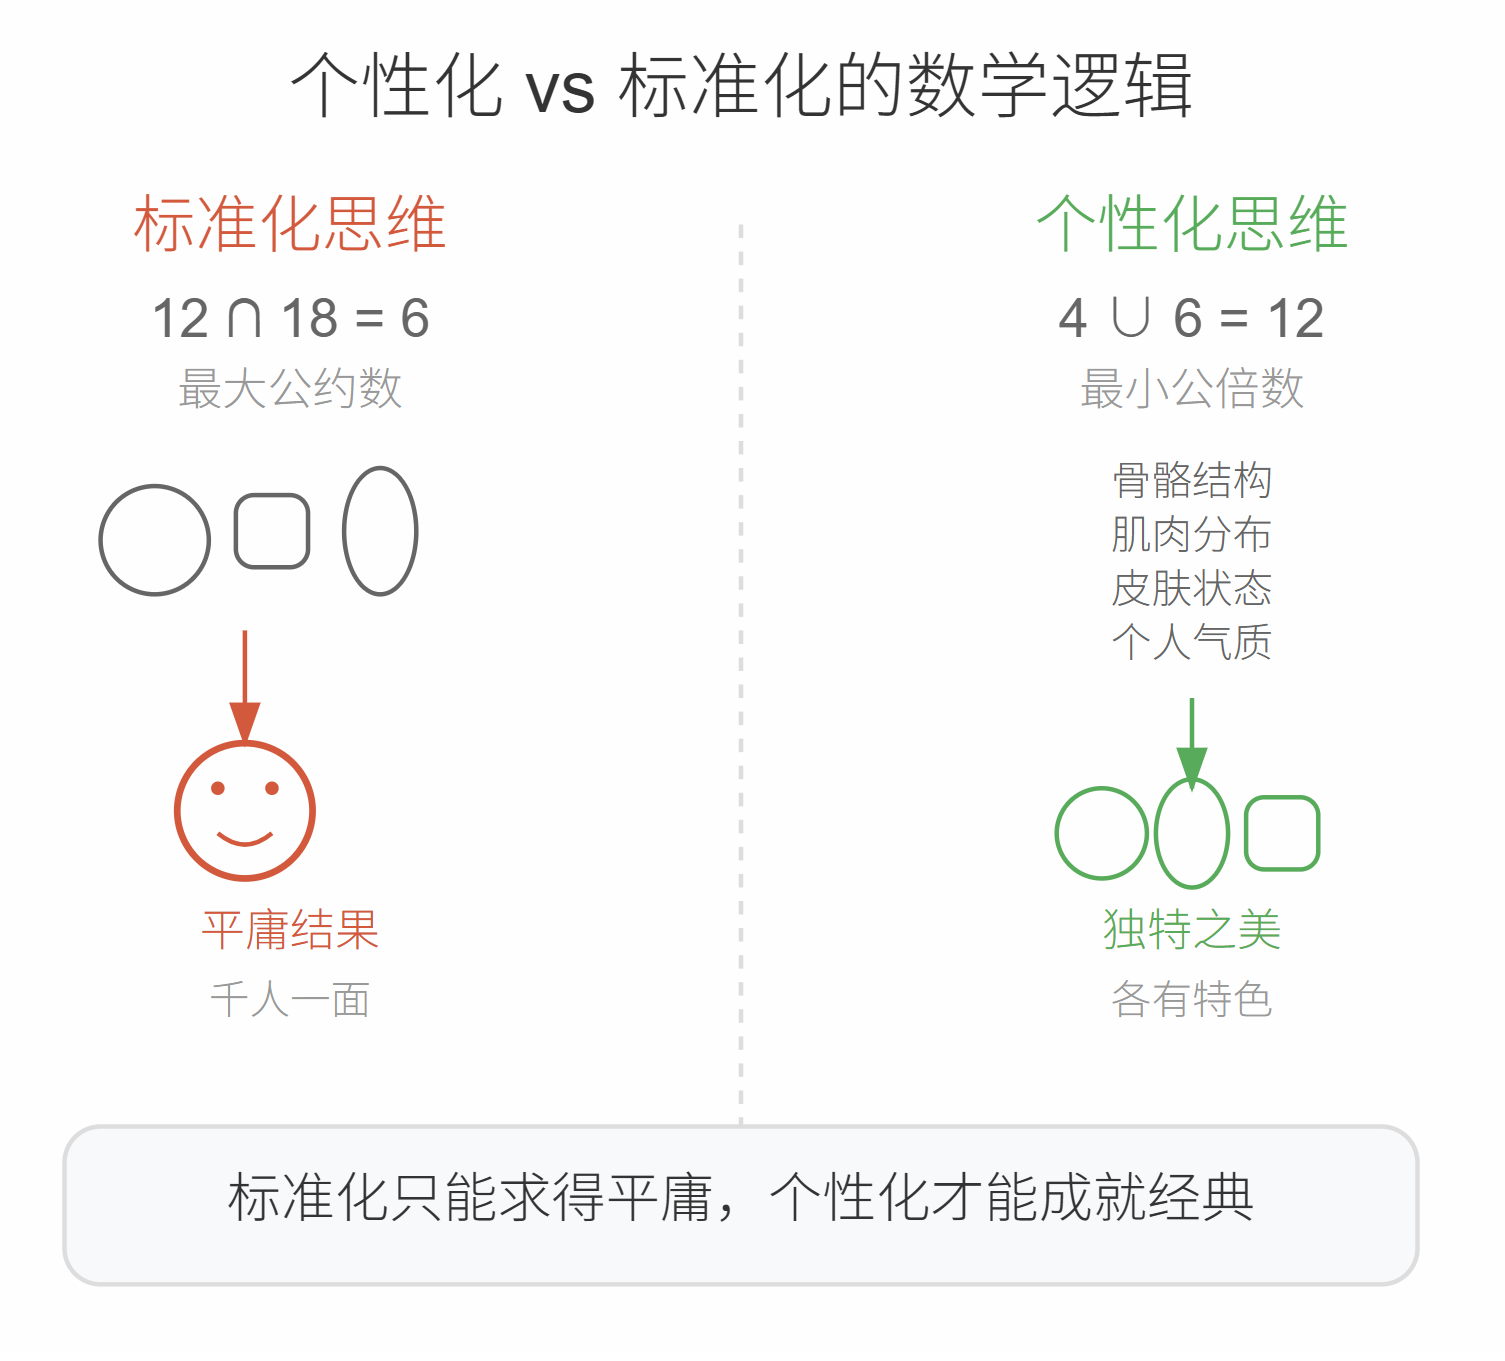 个性化 vs 标准化的数学逻辑
标准化思维
12 ∩ 18 = 6
最大公约数
平庸结果
千人一面
个性化思维
4 ∪ 6 = 12
最小公倍数
骨骼结构
肌肉分布
皮肤状态
个人气质
独特之美
各有特色
标准化只能求得平庸，个性化才能成就经典